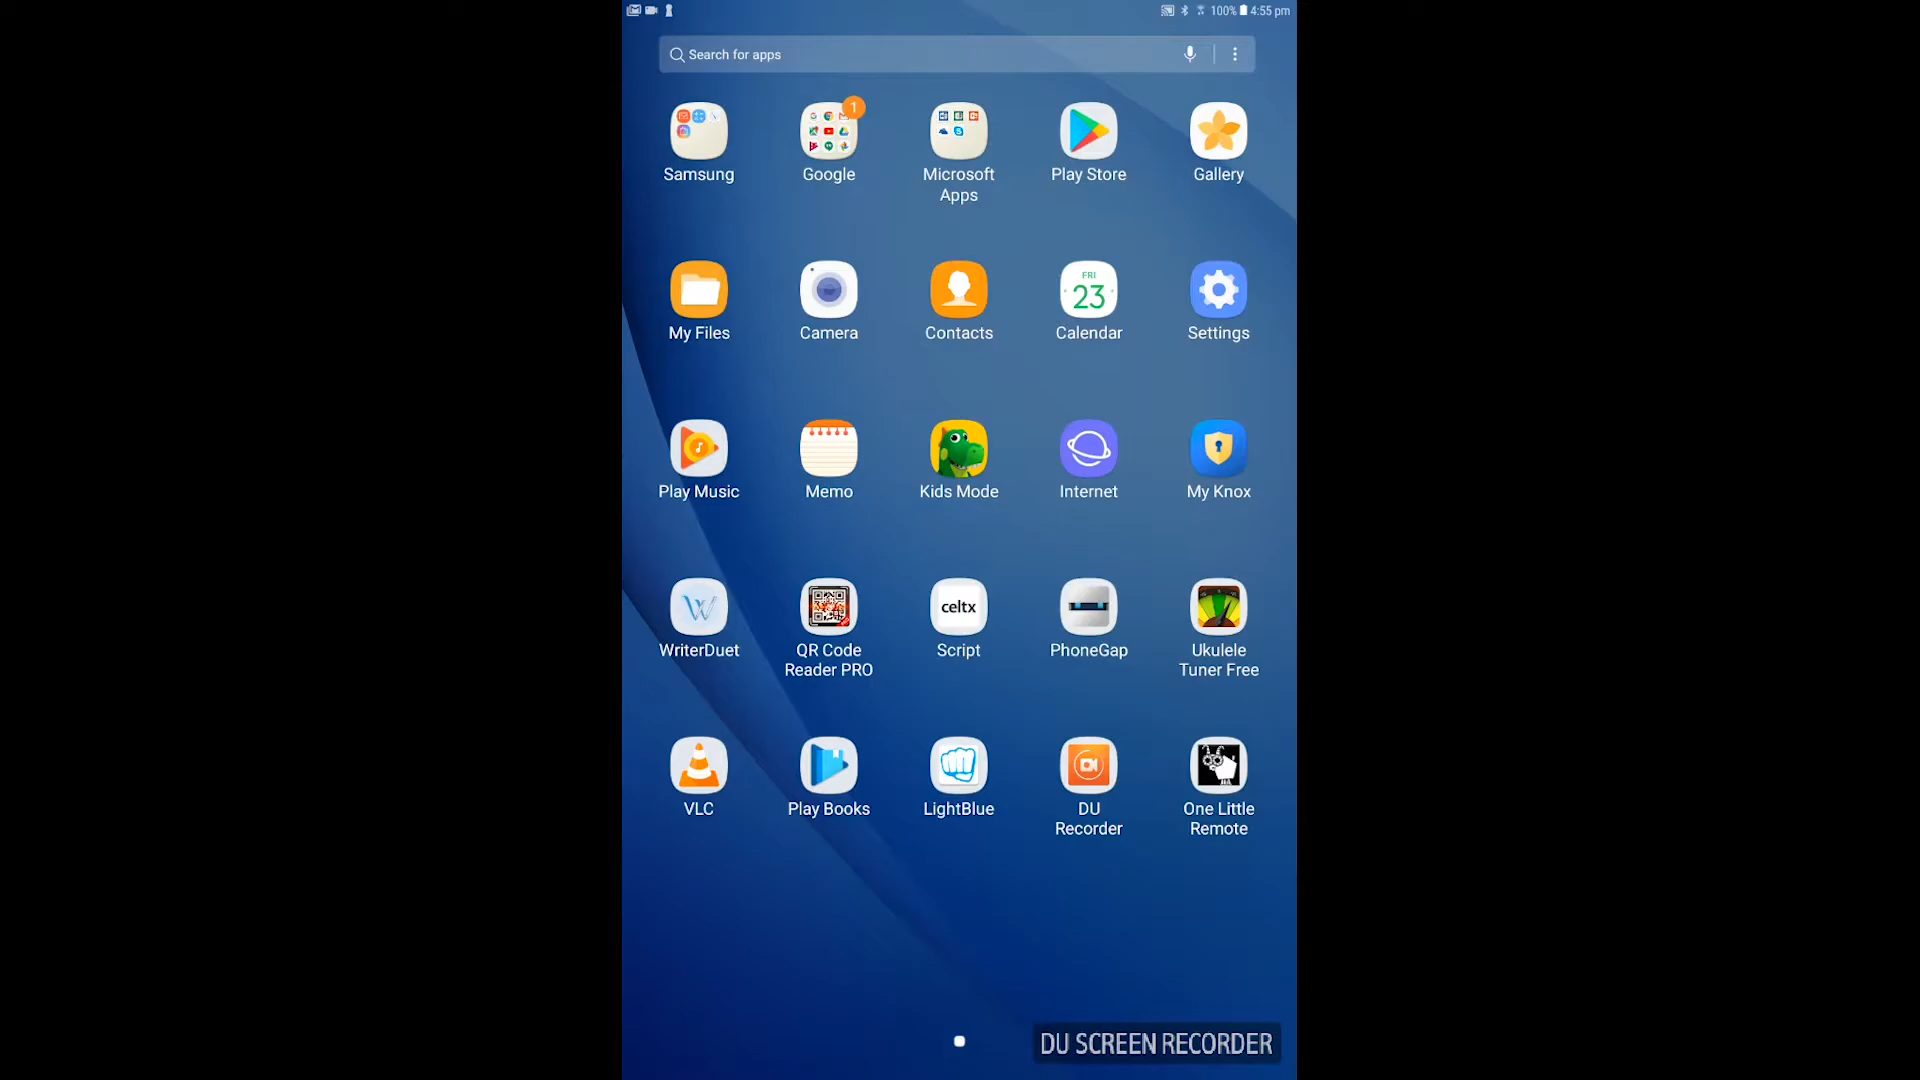 100% 4:55 pm
Search for apps
1
Samsung
Google
Microsoft
Apps
Play Store
Gallery
FRI
23
My Files
Camera
Contacts
Calendar
Settings
Play Music
Memo
Kids Mode
Internet
My Knox
W
celtx
WriterDuet
QR Code
Reader PRO
Script
PhoneGap
Ukulele
Tuner Free
VLC
Play Books
LightBlue
DU
Recorder
One Little
Remote
DU SCREEN RECORDER